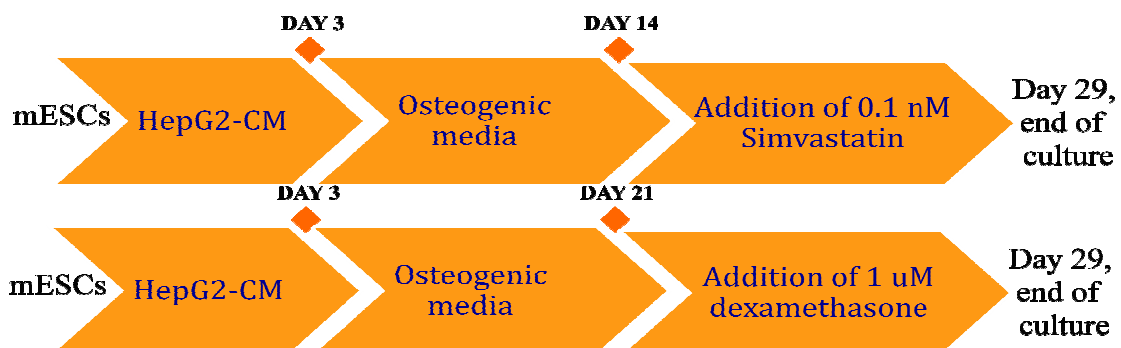 DAY 3
DAY 14
mESCs
HepG2-CM
Osteogenic
media
Addition of 0.1 nM
Simvastatin
Day 29,
end of
culture
DAY 3
DAY 21
mESCs
HepG2-CM
Osteogenic
media
Addition of 1 uM
dexamethasone
Day 29,
end of
culture